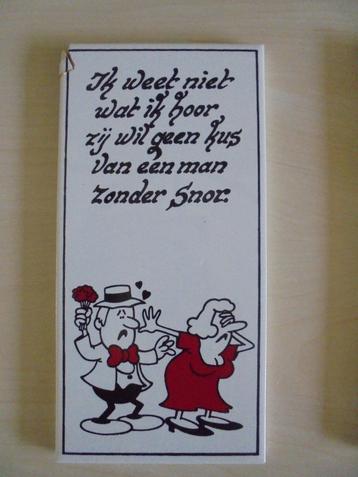 Ik weet niet
wat ik hoor
zij wil geen kus
Van een man
Zonder Snor.